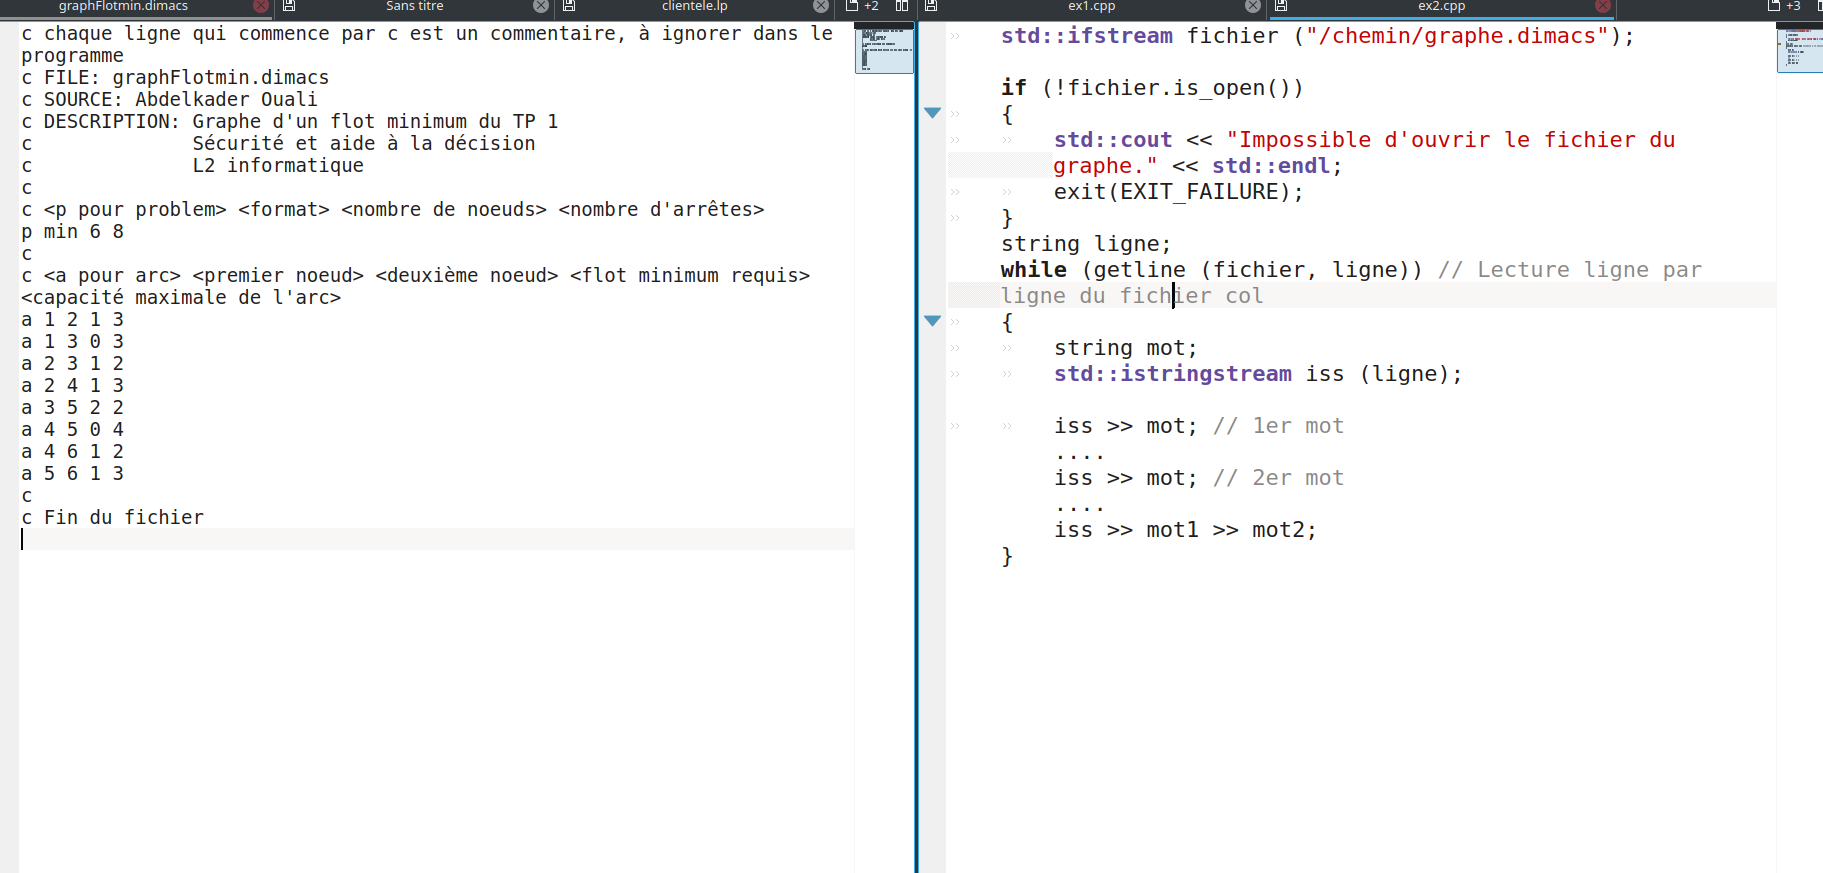 graphFlotmin.dimacs
Sans titre
clientele.lp
+2
c chaque ligne qui commence par c est un commentaire, à ignorer dans le
programme
c FILE: graphFlotmin.dimacs
c SOURCE: Abdelkader Ouali
c DESCRIPTION: Graphe d'un flot minimum du TP 1
c              Sécurité et aide à la décision
c              L2 informatique
c
c <p pour problem> <format> <nombre de noeuds> <nombre d'arrêtes>
p min 6 8
c
c <a pour arc> <premier noeud> <deuxième noeud> <flot minimum requis>
<capacité maximale de l'arc>
a 1 2 1 3
a 1 3 0 3
a 2 3 1 2
a 2 4 1 3
a 3 5 2 2
a 4 5 0 4
a 4 6 1 2
a 5 6 1 3
c
c Fin du fichier
ex1.cpp
ex2.cpp
+3
std::ifstream fichier ("/chemin/graphe.dimacs");
if (!fichier.is_open())
{
std::cout << "Impossible d'ouvrir le fichier du
graphe." << std::endl;
exit(EXIT_FAILURE);
}
string ligne;
while (getline (fichier, ligne)) // Lecture ligne par
ligne du fichier col
{
string mot;
std::istringstream iss (ligne);
iss >> mot; // 1er mot
....
iss >> mot; // 2er mot
....
iss >> mot1 >> mot2;
}